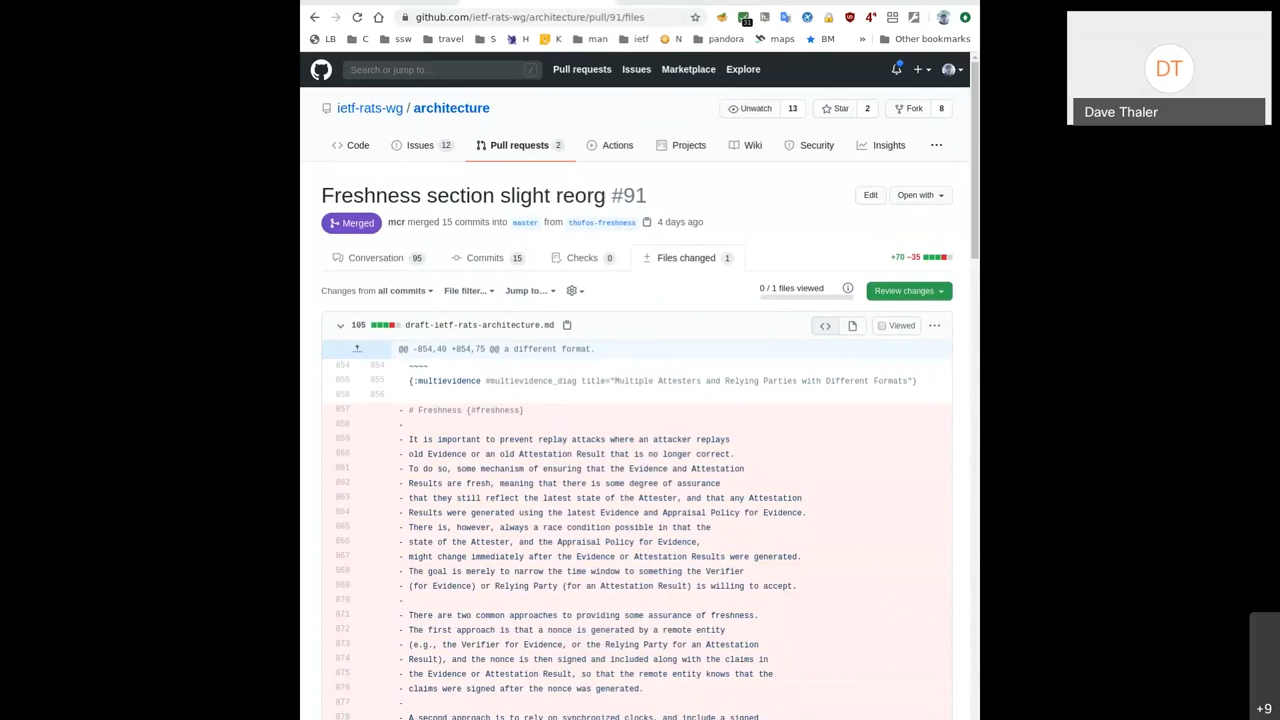 github.com/ietf-rats-wg/architecture/pull/91/files
LB C ssw travel S H K man ietf N pandora maps BM » Other bookmarks
Search or jump to… / Pull requests Issues Marketplace Explore
ietf-rats-wg / architecture Unwatch 13 Star 2 Fork 8
Code Issues 12 Pull requests 2 Actions Projects Wiki Security Insights
Freshness section slight reorg #91 Edit Open with
Merged mcr merged 15 commits into master from thofos-freshness 4 days ago
Conversation 95 Commits 15 Checks 0 Files changed 1 +70 −35
Changes from all commits File filter... Jump to... 0 / 1 files viewed Review changes
105 draft-ietf-rats-architecture.md Viewed
@@ -854,40 +854,75 @@ a different format.
854 854 ~~~~
855 855 {:multievidence #multievidence_diag title="Multiple Attesters and Relying Parties with Different Formats"}
856 856
857 - # Freshness {#freshness}
858 -
859 - It is important to prevent replay attacks where an attacker replays
860 - old Evidence or an old Attestation Result that is no longer correct.
861 - To do so, some mechanism of ensuring that the Evidence and Attestation
862 - Results are fresh, meaning that there is some degree of assurance
863 - that they still reflect the latest state of the Attester, and that any Attestation
864 - Results were generated using the latest Evidence and Appraisal Policy for Evidence.
865 - There is, however, always a race condition possible in that the
866 - state of the Attester, and the Appraisal Policy for Evidence,
867 - might change immediately after the Evidence or Attestation Results were generated.
868 - The goal is merely to narrow the time window to something the Verifier
869 - (for Evidence) or Relying Party (for an Attestation Result) is willing to accept.
870 -
871 - There are two common approaches to providing some assurance of freshness.
872 - The first approach is that a nonce is generated by a remote entity
873 - (e.g., the Verifier for Evidence, or the Relying Party for an Attestation
874 - Result), and the nonce is then signed and included along with the claims in
875 - the Evidence or Attestation Result, so that the remote entity knows that the
876 - claims were signed after the nonce was generated.
877 -
878 - A second approach is to rely on synchronized clocks, and include a signed
DT
Dave Thaler
+9